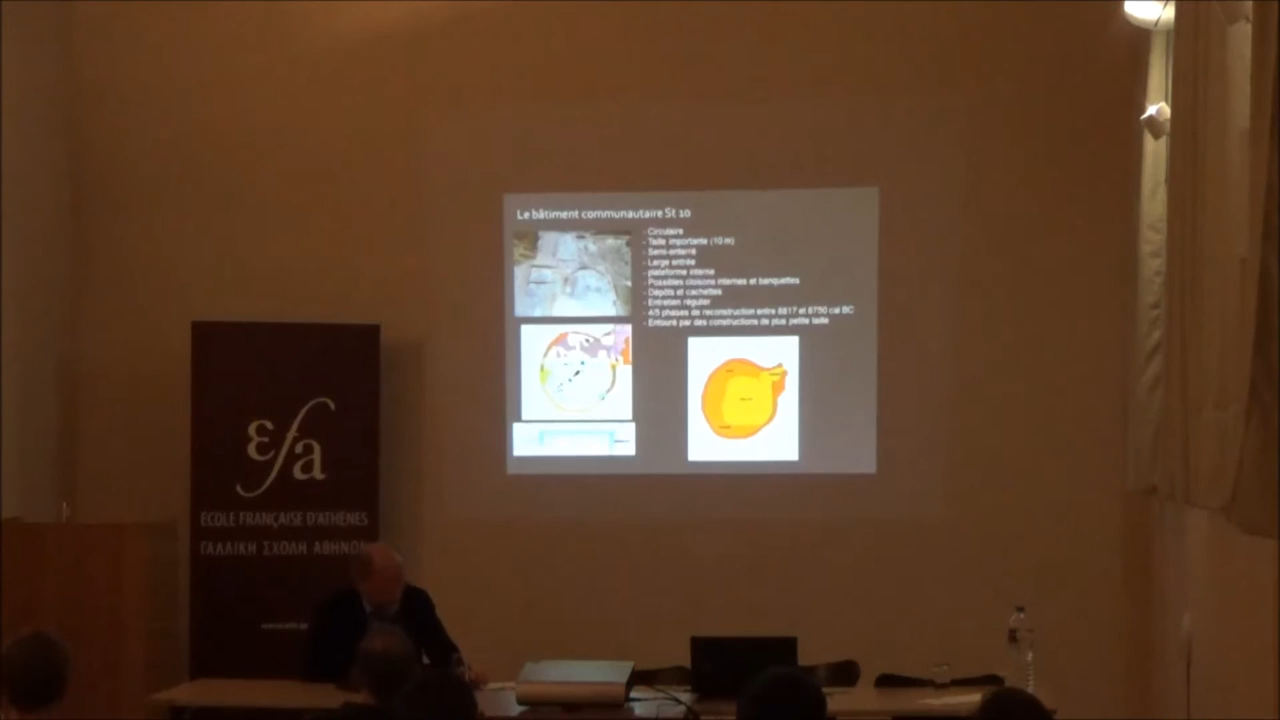 Le bâtiment communautaire St 10
- Circulaire
- Taille importante (10 m)
- Semi-enterré
- Large entrée
- plateforme interne
- Possibles cloisons internes et banquettes
- Dépôts et cachettes
- Entretien régulier
- 4/5 phases de reconstruction entre 8817 et 8750 cal BC
- Entouré par des constructions de plus petite taille
εfa
ÉCOLE FRANÇAISE D'ATHÈNES
ΓΑΛΛΙΚΗ ΣΧΟΛΗ ΑΘΗΝΩΝ